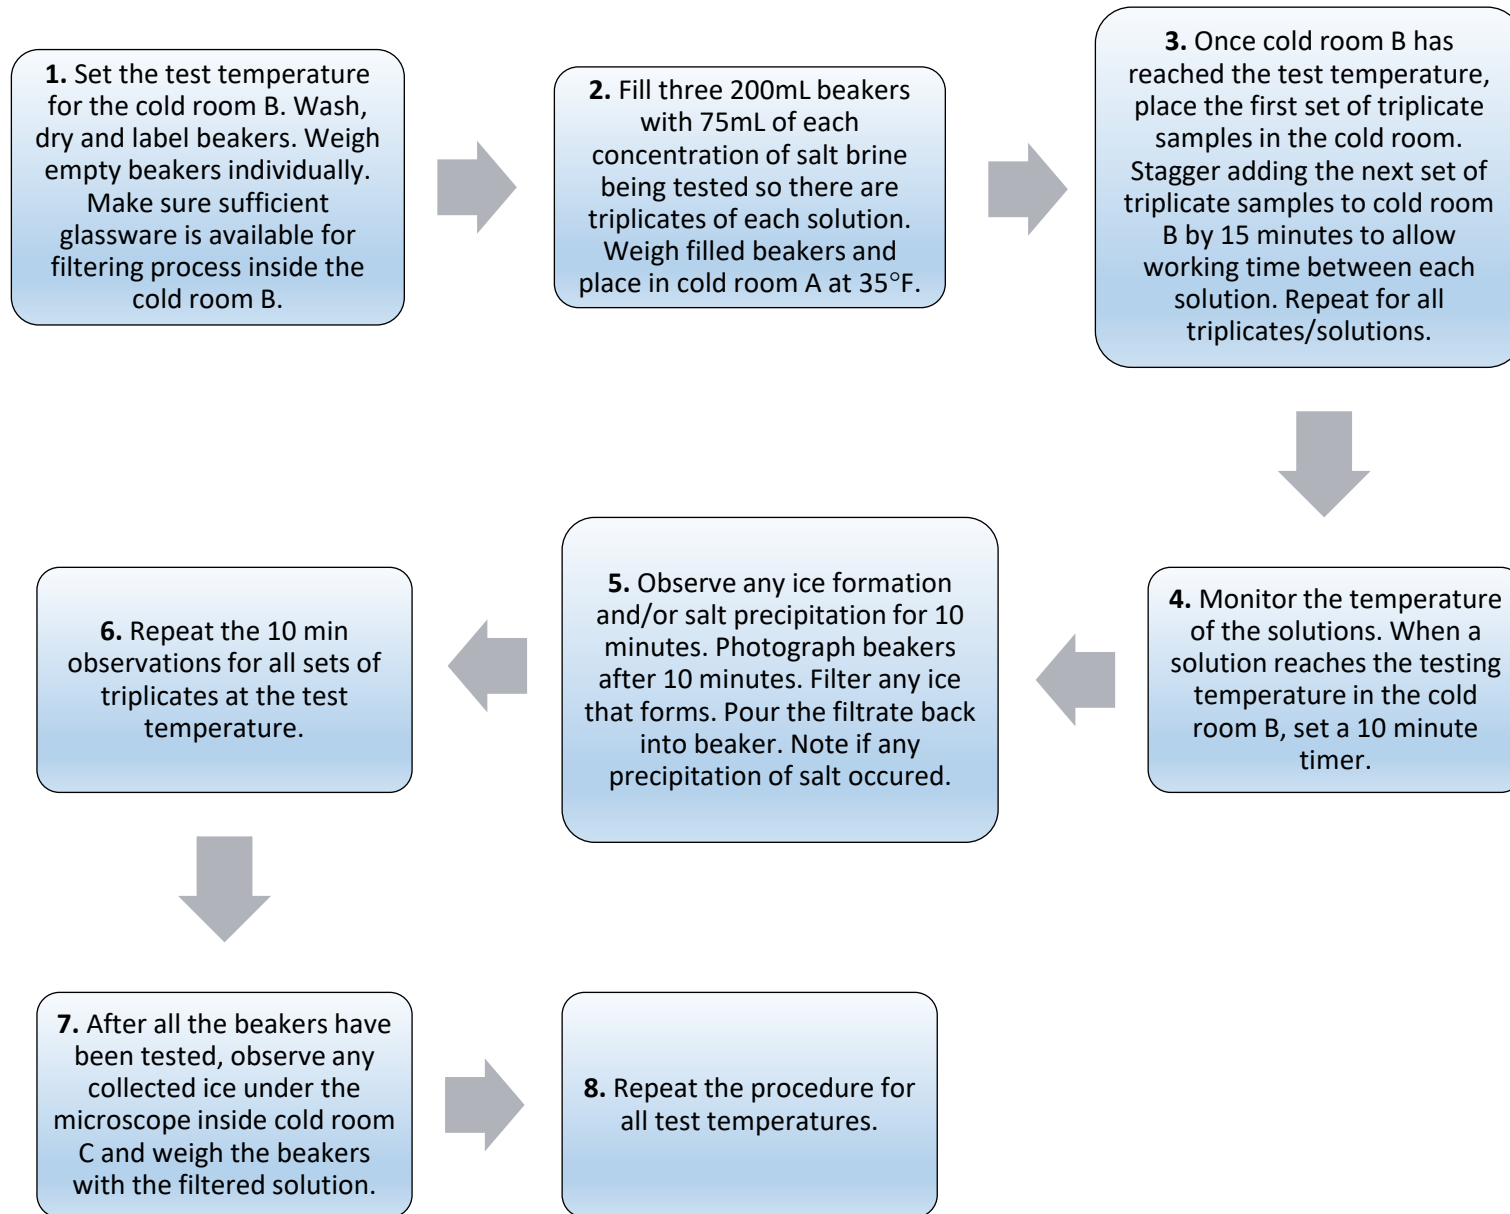 1. Set the test temperature
for the cold room B. Wash,
dry and label beakers. Weigh
empty beakers individually.
Make sure sufficient
glassware is available for
filtering process inside the
cold room B.
2. Fill three 200mL beakers
with 75mL of each
concentration of salt brine
being tested so there are
triplicates of each solution.
Weigh filled beakers and
place in cold room A at 35°F.
3. Once cold room B has
reached the test temperature,
place the first set of triplicate
samples in the cold room.
Stagger adding the next set of
triplicate samples to cold room
B by 15 minutes to allow
working time between each
solution. Repeat for all
triplicates/solutions.
4. Monitor the temperature
of the solutions. When a
solution reaches the testing
temperature in the cold
room B, set a 10 minute
timer.
5. Observe any ice formation
and/or salt precipitation for 10
minutes. Photograph beakers
after 10 minutes. Filter any ice
that forms. Pour the filtrate back
into beaker. Note if any
precipitation of salt occured.
6. Repeat the 10 min
observations for all sets of
triplicates at the test
temperature.
7. After all the beakers have
been tested, observe any
collected ice under the
microscope inside cold room
C and weigh the beakers
with the filtered solution.
8. Repeat the procedure for
all test temperatures.